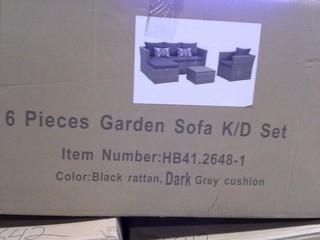 6 Pieces Garden Sofa K/D Set
Item Number:HB41.2648-1
Color:Black rattan, Dark Grey cushion